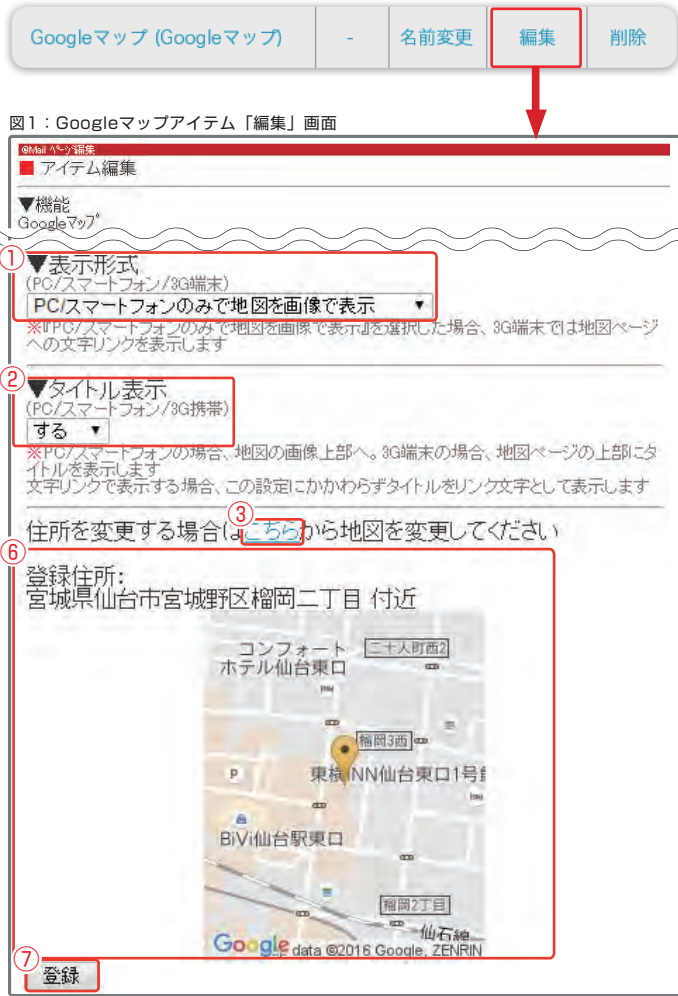 Googleマップ (Googleマップ) - 名前変更 編集 削除
図1：Googleマップアイテム「編集」画面
@Mail ページ編集
アイテム編集
▼機能
Googleマップ
①
▼表示形式
(PC/スマートフォン/3G端末)
PC/スマートフォンのみで地図を画像で表示 ▼
※『PC/スマートフォンのみで地図を画像で表示』を選択した場合、3G端末では地図ページ
への文字リンクを表示します
②
▼タイトル表示
(PC/スマートフォン/3G携帯)
する ▼
※PC/スマートフォンの場合、地図の画像上部へ。3G端末の場合、地図ページの上部にタ
イトルを表示します
文字リンクで表示する場合、この設定にかかわらずタイトルをリンク文字として表示します
③
住所を変更する場合はこちらから地図を変更してください
⑥
登録住所:
宮城県仙台市宮城野区榴岡二丁目 付近
コンフォート
ホテル仙台東口
二十人町西2
榴岡3西
P
東横INN仙台東口1号館
BiVi仙台駅東口
榴岡2丁目
仙石線
Google data ©2016 Google, ZENRIN
⑦
登録